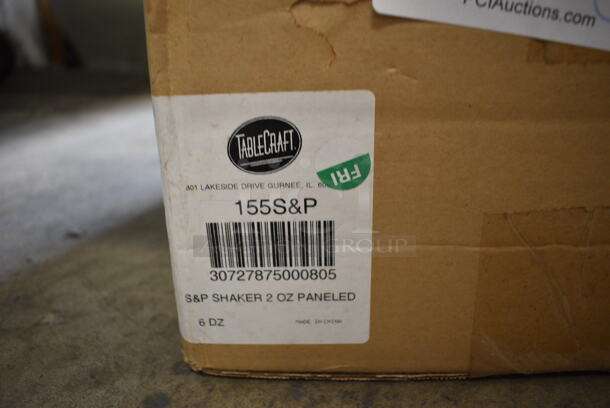 PCIAuctions.com
TABLECRAFT
FRI
801 LAKESIDE DRIVE GURNEE, IL.
155S&P
GROUP
30727875000805
S&P SHAKER 2 OZ PANELED
6 DZ MADE IN CHINA